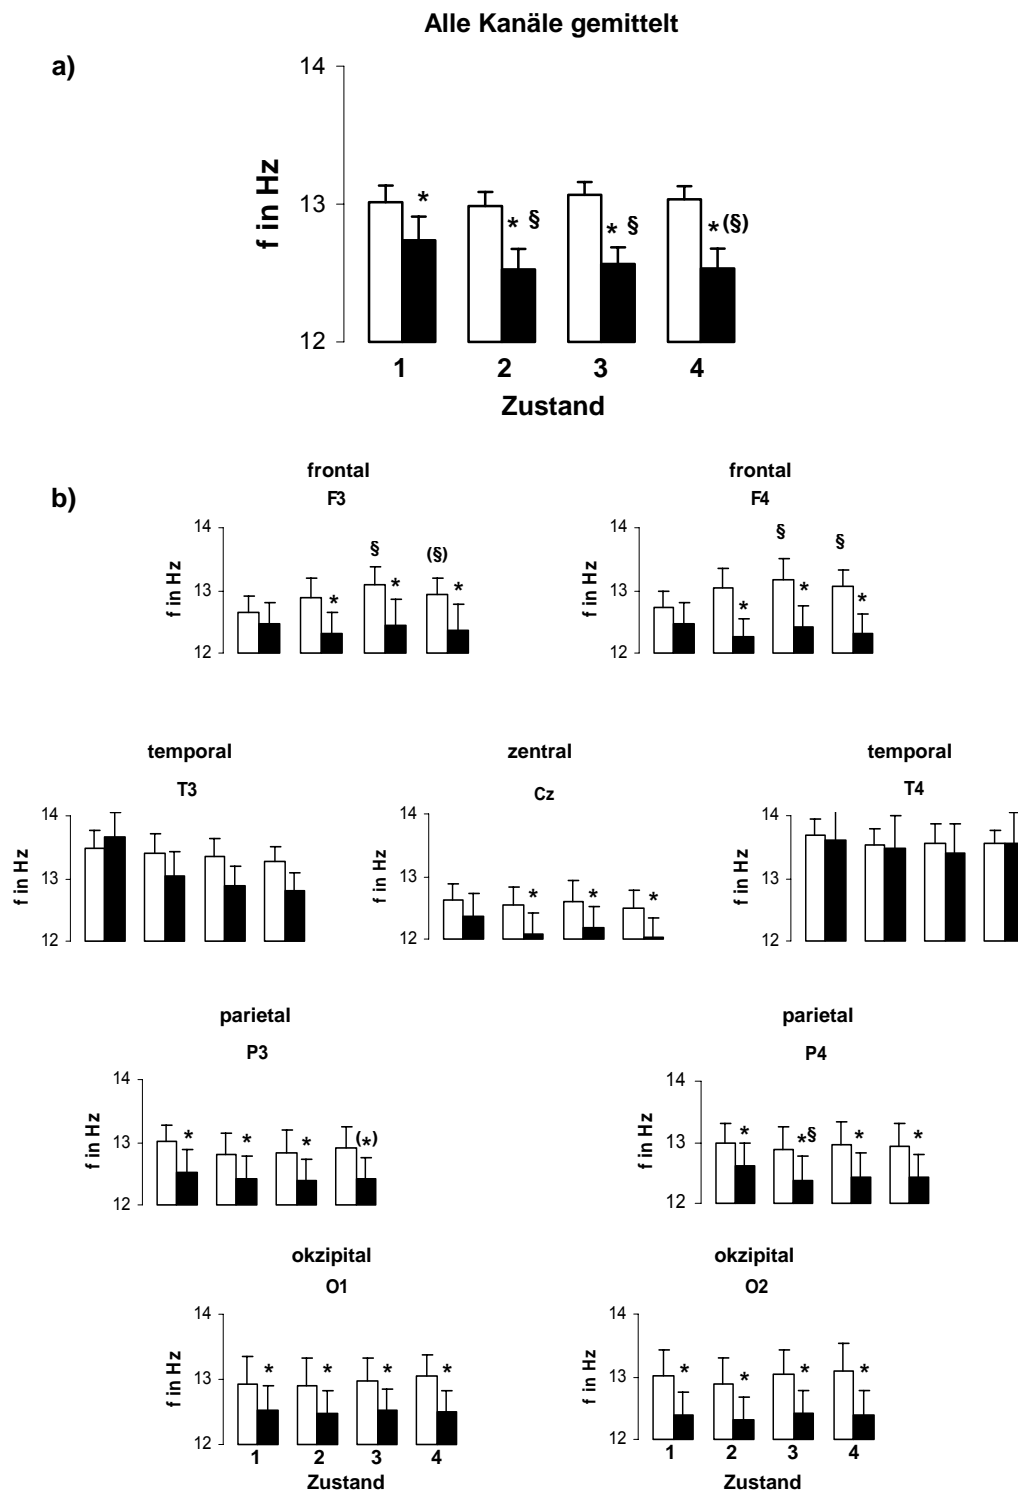 Alle Kanäle gemittelt
a)
14
f in Hz
13
*
* §
* §
* (§)
12
1 2 3 4
Zustand
b)
frontal frontal
F3 F4
14 14
f in Hz f in Hz
§ (§) § §
13 13
* * * * * *
12 12
temporal zentral temporal
T3 Cz T4
14 14 14
f in Hz f in Hz f in Hz
13 13 13
* * *
12 12 12
parietal parietal
P3 P4
14 14
f in Hz f in Hz
13 13
* * * (*) * *§ * *
12 12
okzipital okzipital
O1 O2
14 14
f in Hz f in Hz
* * * * * * * *
13 13
12 12
1 2 3 4 1 2 3 4
Zustand Zustand